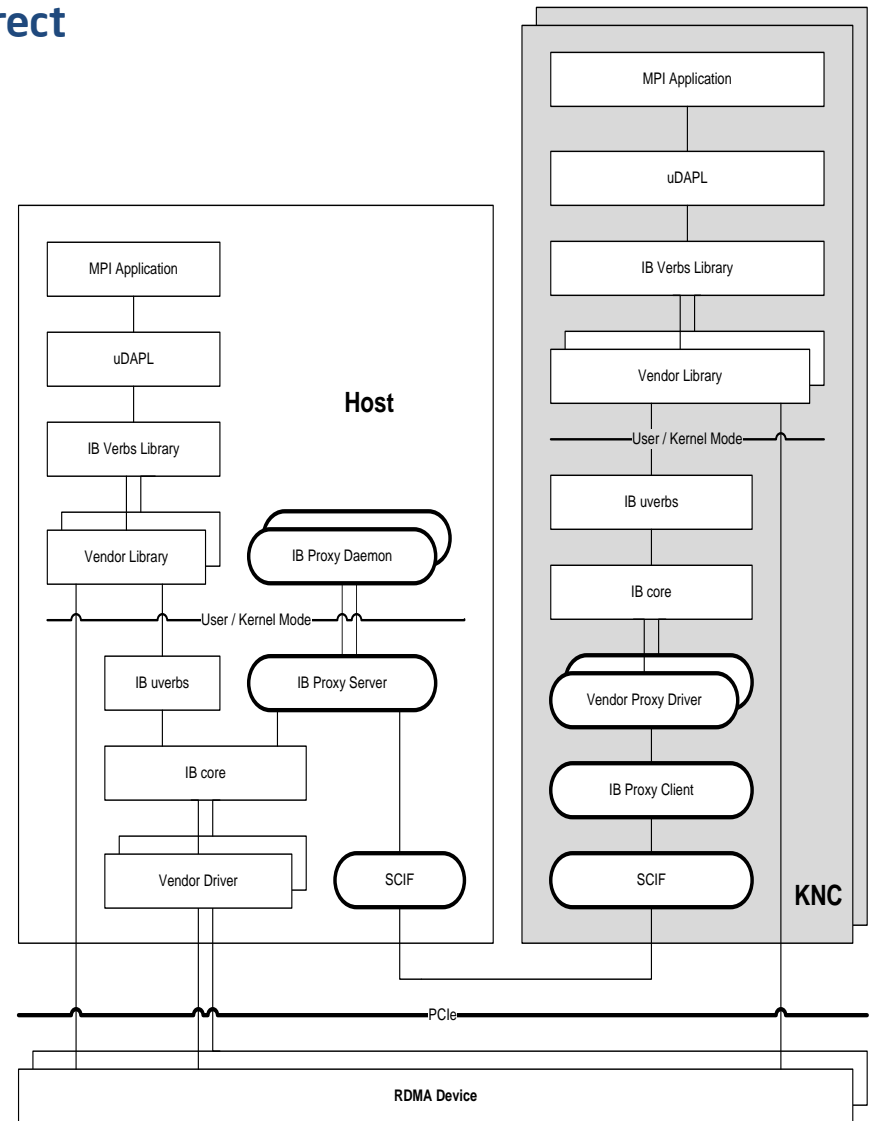 rect
Host
MPI Application
uDAPL
IB Verbs Library
Vendor Library
IB Proxy Daemon
User / Kernel Mode
IB uverbs
IB Proxy Server
IB core
Vendor Driver
SCIF
MPI Application
uDAPL
IB Verbs Library
Vendor Library
User / Kernel Mode
IB uverbs
IB core
Vendor Proxy Driver
IB Proxy Client
SCIF
KNC
PCIe
RDMA Device